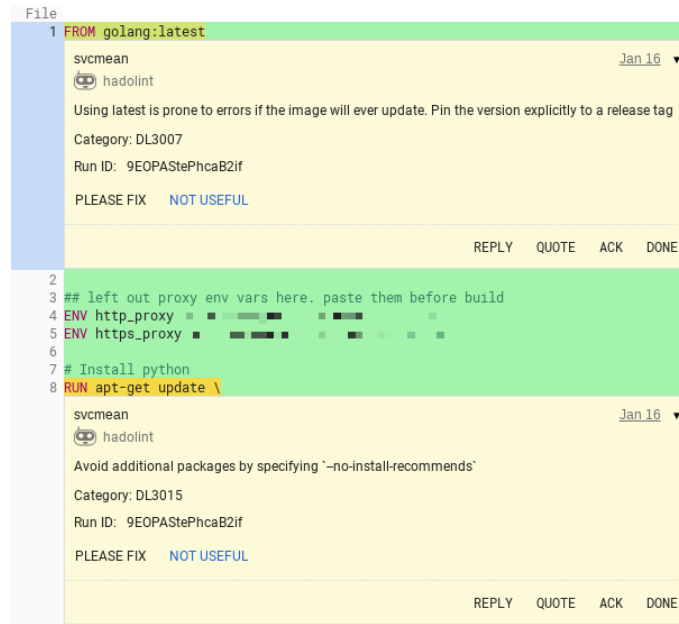 File
1 FROM golang:latest
svcmean Jan 16
hadolint
Using latest is prone to errors if the image will ever update. Pin the version explicitly to a release tag
Category: DL3007
Run ID: 9EOPAStePhcaB2if
PLEASE FIX NOT USEFUL
REPLY QUOTE ACK DONE
2
3 ## left out proxy env vars here. paste them before build
4 ENV http_proxy
5 ENV https_proxy
6
7 # Install python
8 RUN apt-get update \
svcmean Jan 16
hadolint
Avoid additional packages by specifying `--no-install-recommends`
Category: DL3015
Run ID: 9EOPAStePhcaB2if
PLEASE FIX NOT USEFUL
REPLY QUOTE ACK DONE